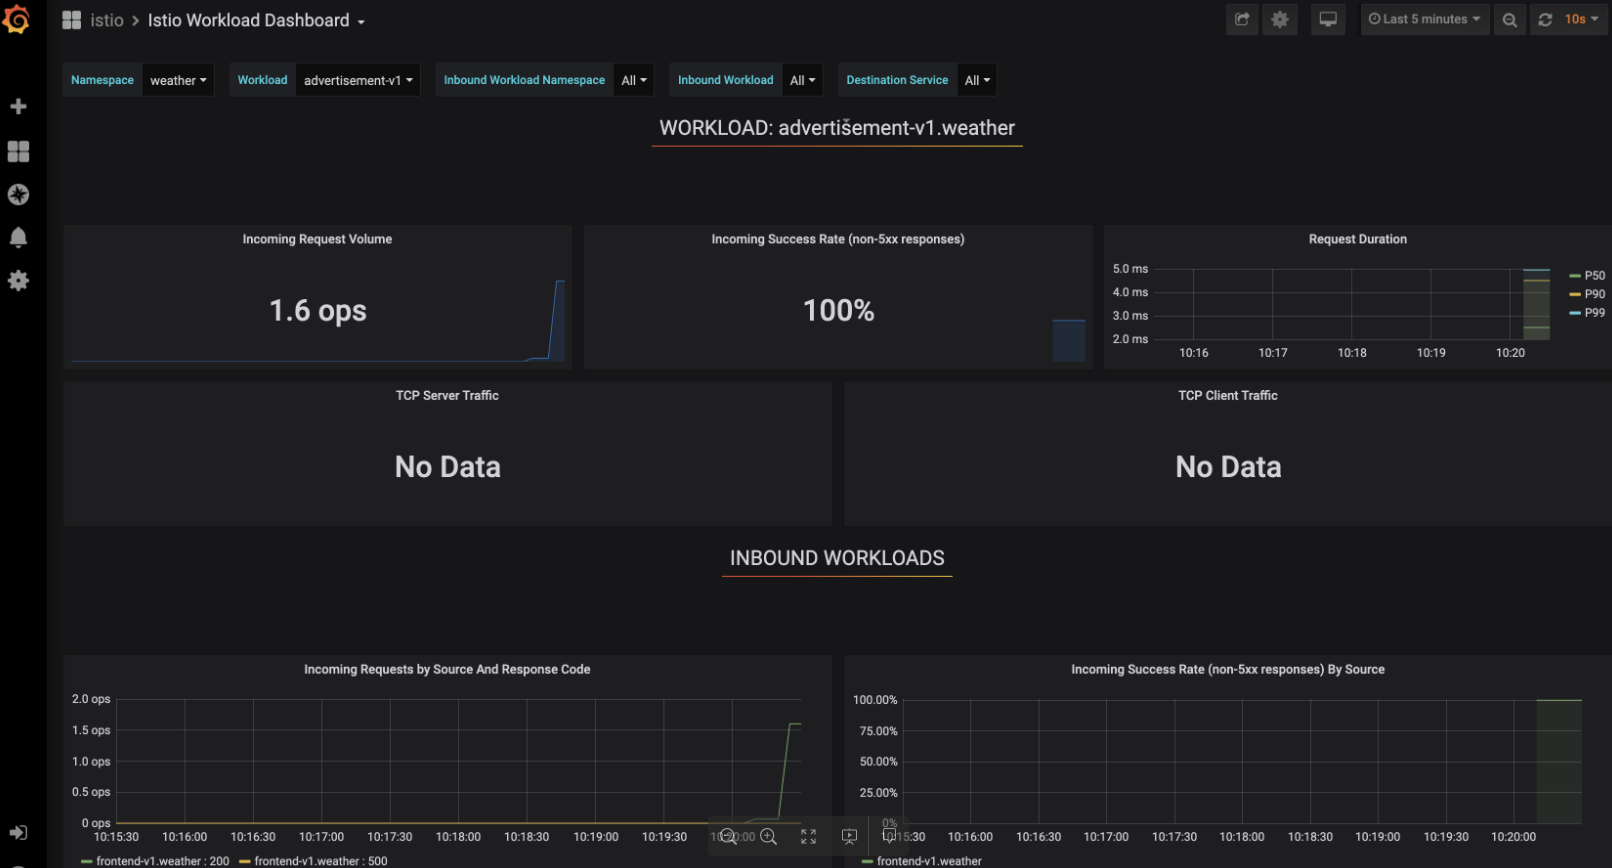 istio > Istio Workload Dashboard
Last 5 minutes
10s
Namespace weather Workload advertisement-v1 Inbound Workload Namespace All Inbound Workload All Destination Service All
WORKLOAD: advertisement-v1.weather
Incoming Request Volume
1.6 ops
Incoming Success Rate (non-5xx responses)
100%
Request Duration
5.0 ms
4.0 ms
3.0 ms
2.0 ms
10:16 10:17 10:18 10:19 10:20
P50
P90
P99
TCP Server Traffic
No Data
TCP Client Traffic
No Data
INBOUND WORKLOADS
Incoming Requests by Source And Response Code
2.0 ops
1.5 ops
1.0 ops
0.5 ops
0 ops
10:15:30 10:16:00 10:16:30 10:17:00 10:17:30 10:18:00 10:18:30 10:19:00 10:19:30 10:20:00
frontend-v1.weather : 200 frontend-v1.weather : 500
Incoming Success Rate (non-5xx responses) By Source
100.00%
75.00%
50.00%
25.00%
0%
10:16:00 10:16:30 10:17:00 10:17:30 10:18:00 10:18:30 10:19:00 10:19:30 10:20:00
frontend-v1.weather